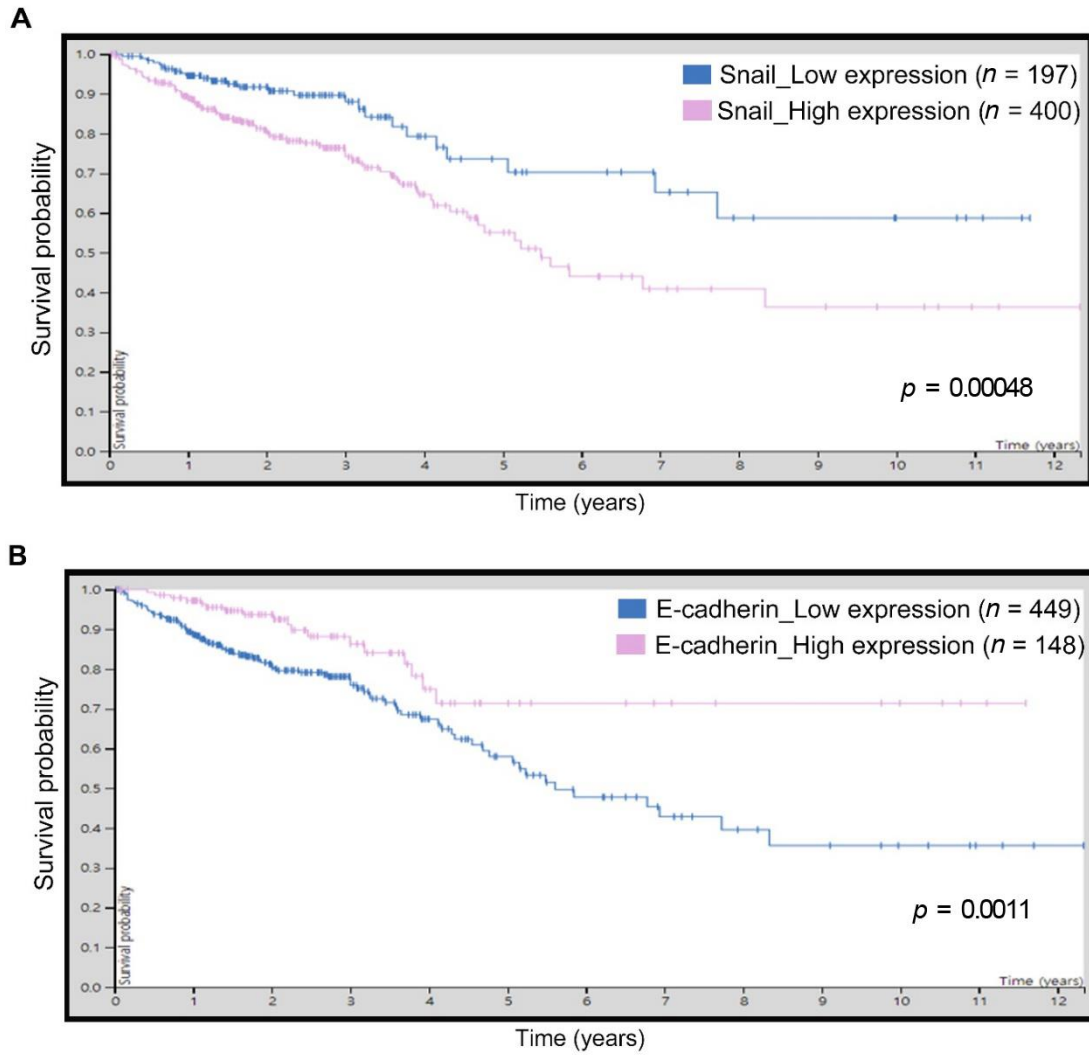 A
Snail_Low expression (n = 197)
Snail_High expression (n = 400)
Survival probability
1.0
0.9
0.8
0.7
0.6
0.5
0.4
0.3
0.2
0.1
0.0
Survival probability
p = 0.00048
Time (years)
0 1 2 3 4 5 6 7 8 9 10 11 12
Time (years)
B
E-cadherin_Low expression (n = 449)
E-cadherin_High expression (n = 148)
Survival probability
1.0
0.9
0.8
0.7
0.6
0.5
0.4
0.3
0.2
0.1
0.0
Survival probability
p = 0.0011
Time (years)
0 1 2 3 4 5 6 7 8 9 10 11 12
Time (years)